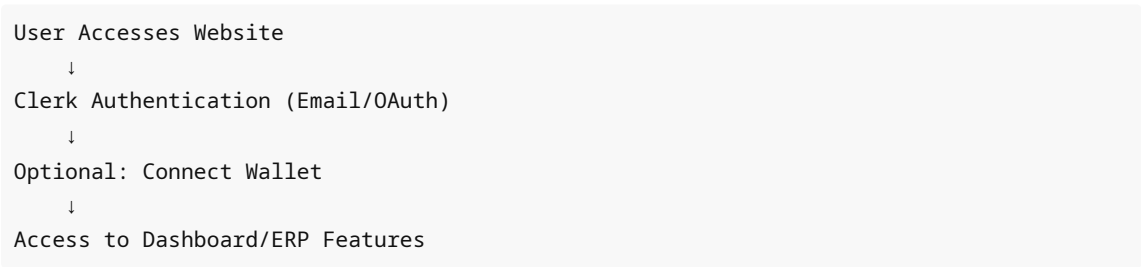 User Accesses Website
↓
Clerk Authentication (Email/OAuth)
↓
Optional: Connect Wallet
↓
Access to Dashboard/ERP Features